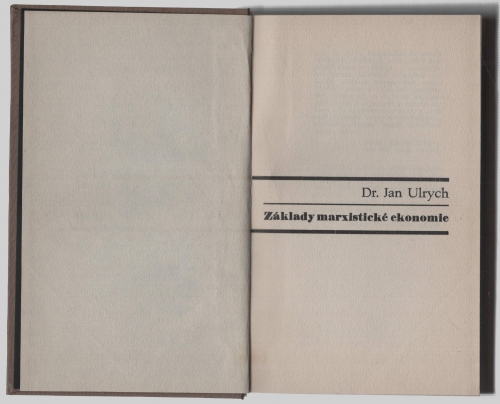 Dr. Jan Ulrych
Základy marxistické ekonomie